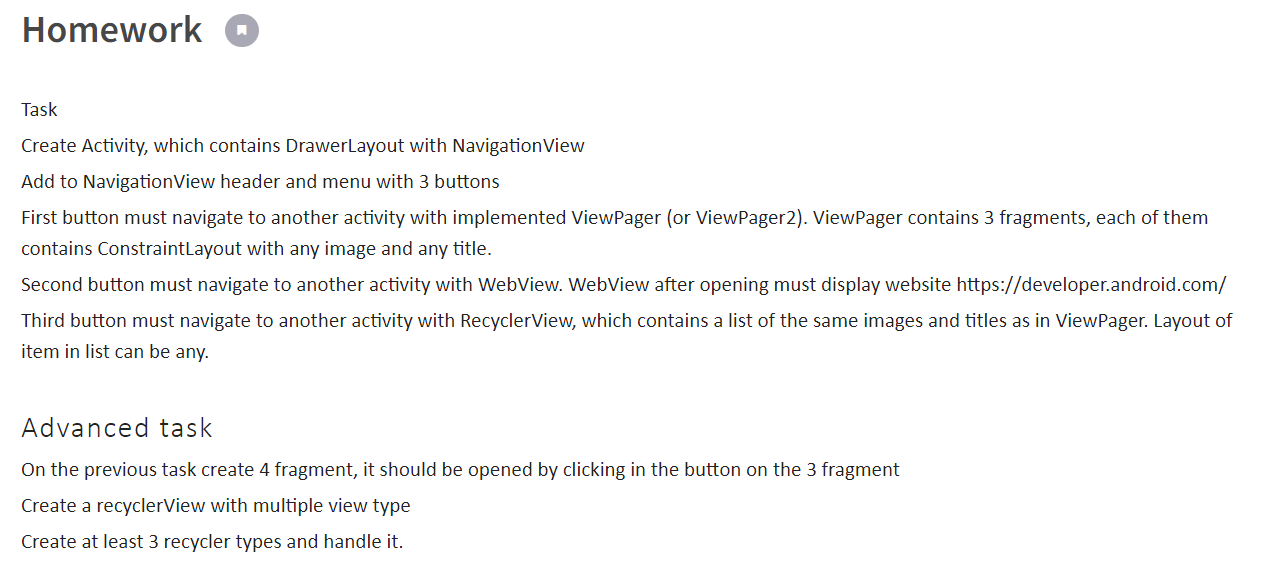 Homework
Task
Create Activity, which contains DrawerLayout with NavigationView
Add to NavigationView header and menu with 3 buttons
First button must navigate to another activity with implemented ViewPager (or ViewPager2). ViewPager contains 3 fragments, each of them
contains ConstraintLayout with any image and any title.
Second button must navigate to another activity with WebView. WebView after opening must display website https://developer.android.com/
Third button must navigate to another activity with RecyclerView, which contains a list of the same images and titles as in ViewPager. Layout of
item in list can be any.
Advanced task
On the previous task create 4 fragment, it should be opened by clicking in the button on the 3 fragment
Create a recyclerView with multiple view type
Create at least 3 recycler types and handle it.